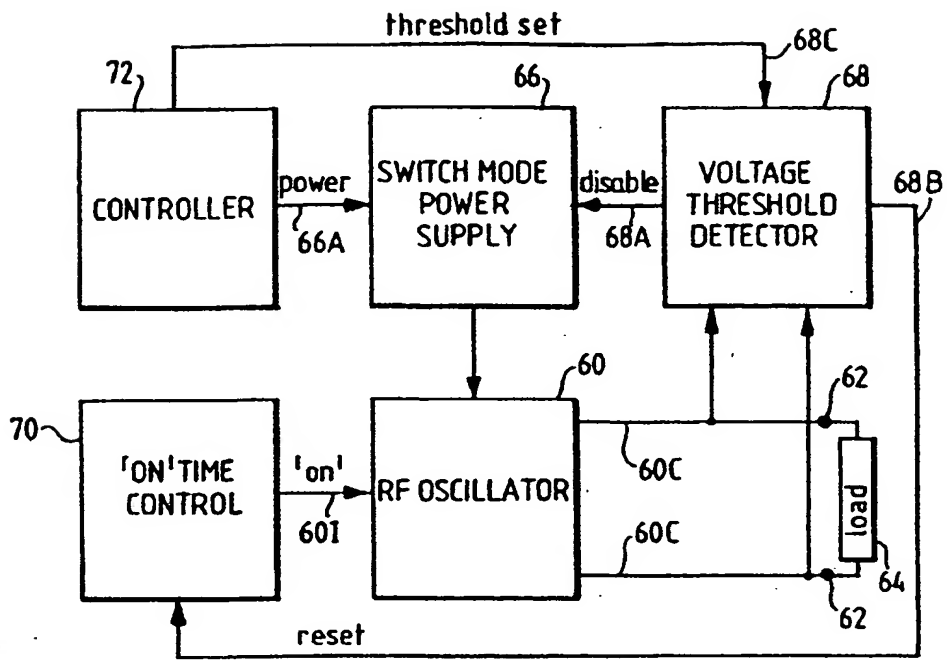 threshold set
68C
72
66
68
CONTROLLER
power
66A
SWITCH MODE
POWER
SUPPLY
disable
68A
VOLTAGE
THRESHOLD
DETECTOR
68B
70
60
62
'ON' TIME
CONTROL
'on'
60I
RF OSCILLATOR
60C
60C
load
64
62
reset